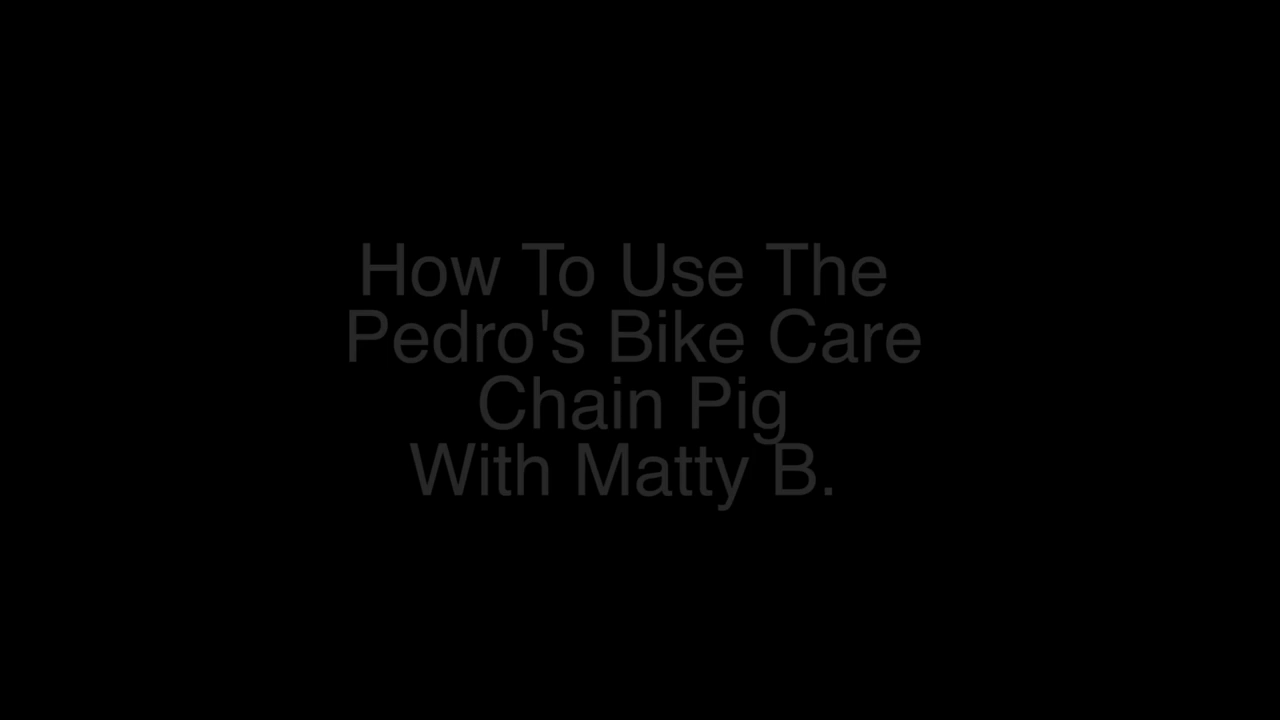 How To Use The
Pedro's Bike Care
Chain Pig
With Matty B.